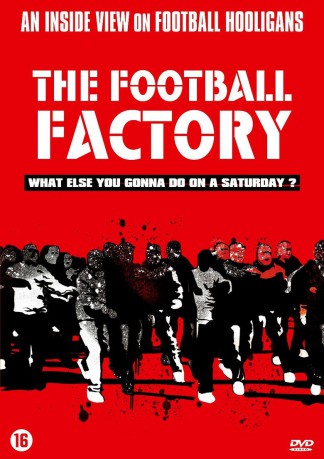 AN INSIDE VIEW ON FOOTBALL HOOLIGANS
THE FOOTBALL
FACTORY
WHAT ELSE YOU GONNA DO ON A SATURDAY ?
16
DVD
VIDEO